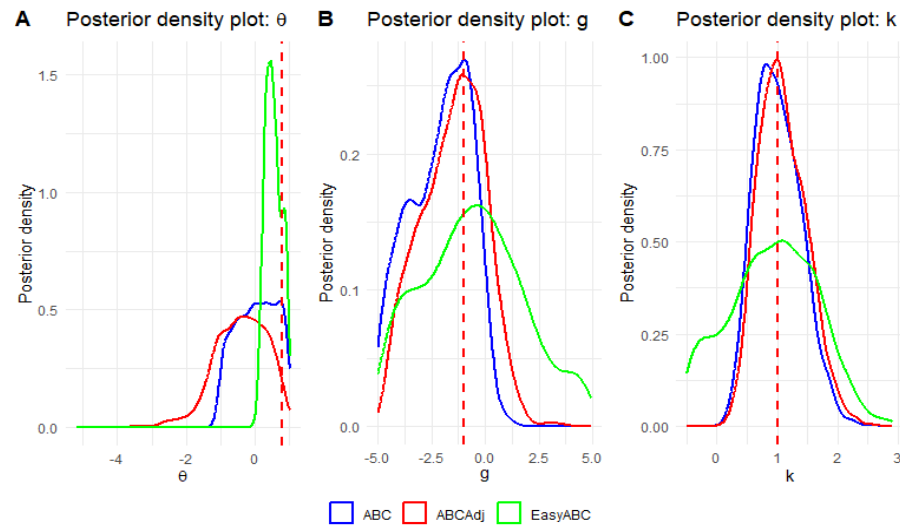 A
Posterior density plot: θ
Posterior density
1.5
1.0
0.5
0.0
-4
-2
0
θ
B
Posterior density plot: g
Posterior density
0.2
0.1
0.0
-5.0
-2.5
0.0
2.5
5.0
g
C
Posterior density plot: k
Posterior density
1.00
0.75
0.50
0.25
0.00
0
1
2
3
k
ABC
ABCAdj
EasyABC